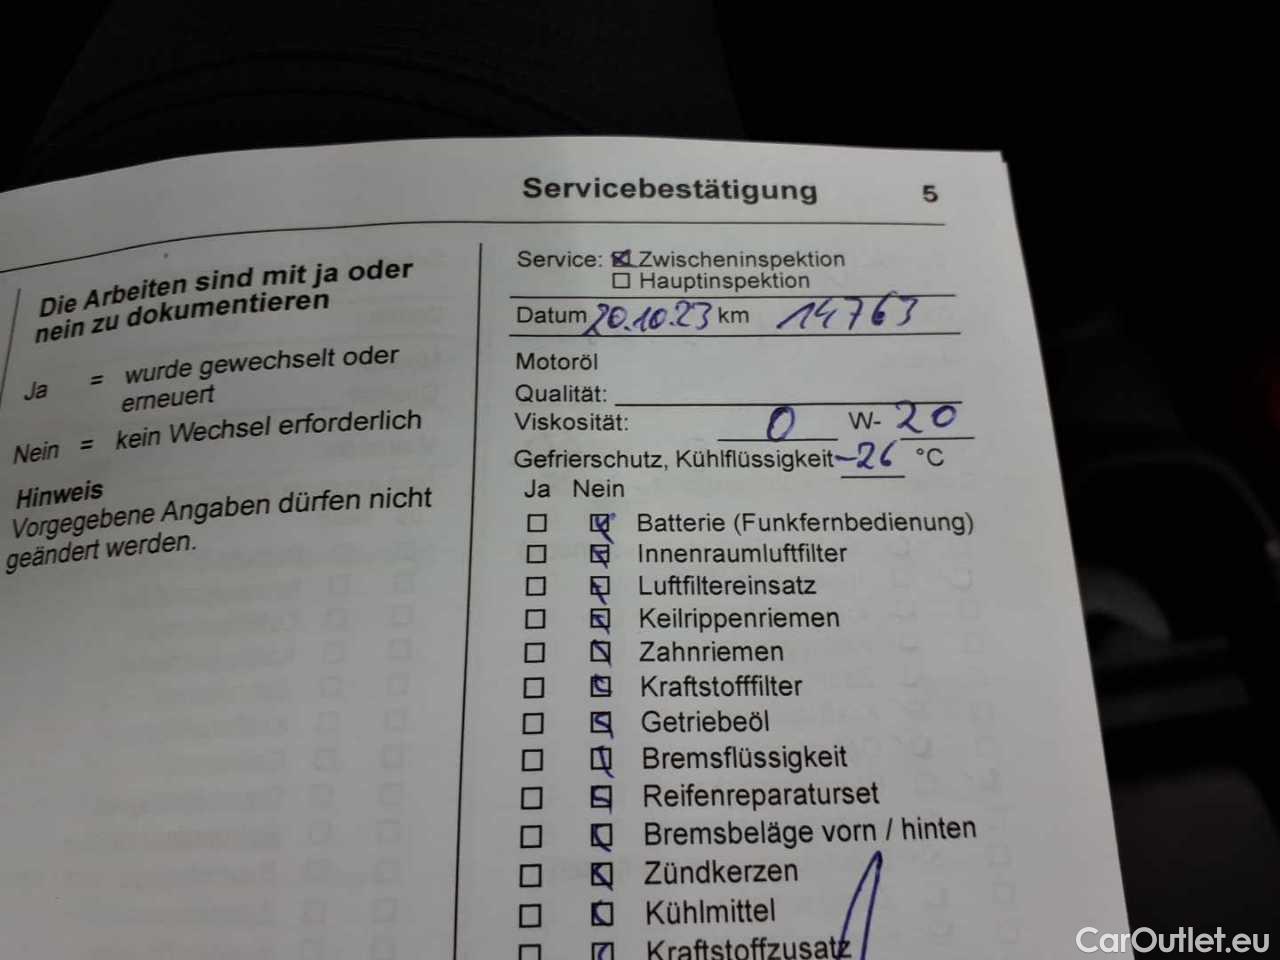 Servicebestätigung 5
Die Arbeiten sind mit ja oder
nein zu dokumentieren
Ja = wurde gewechselt oder
erneuert
Nein = kein Wechsel erforderlich
Hinweis
Vorgegebene Angaben dürfen nicht
geändert werden.
Service: ☒ Zwischeninspektion
☐ Hauptinspektion
Datum 20.10.23 km 14763
Motoröl
Qualität:
Viskosität: 0 W- 20
Gefrierschutz, Kühlflüssigkeit -26 °C
Ja Nein
☐ ☒ Batterie (Funkfernbedienung)
☐ ☒ Innenraumluftfilter
☐ ☒ Luftfiltereinsatz
☐ ☒ Keilrippenriemen
☐ ☒ Zahnriemen
☐ ☒ Kraftstofffilter
☐ ☒ Getriebeöl
☐ ☒ Bremsflüssigkeit
☐ ☒ Reifenreparaturset
☐ ☒ Bremsbeläge vorn / hinten
☐ ☒ Zündkerzen
☐ ☒ Kühlmittel
☐ ☒ Kraftstoffzusatz
CarOutlet.eu